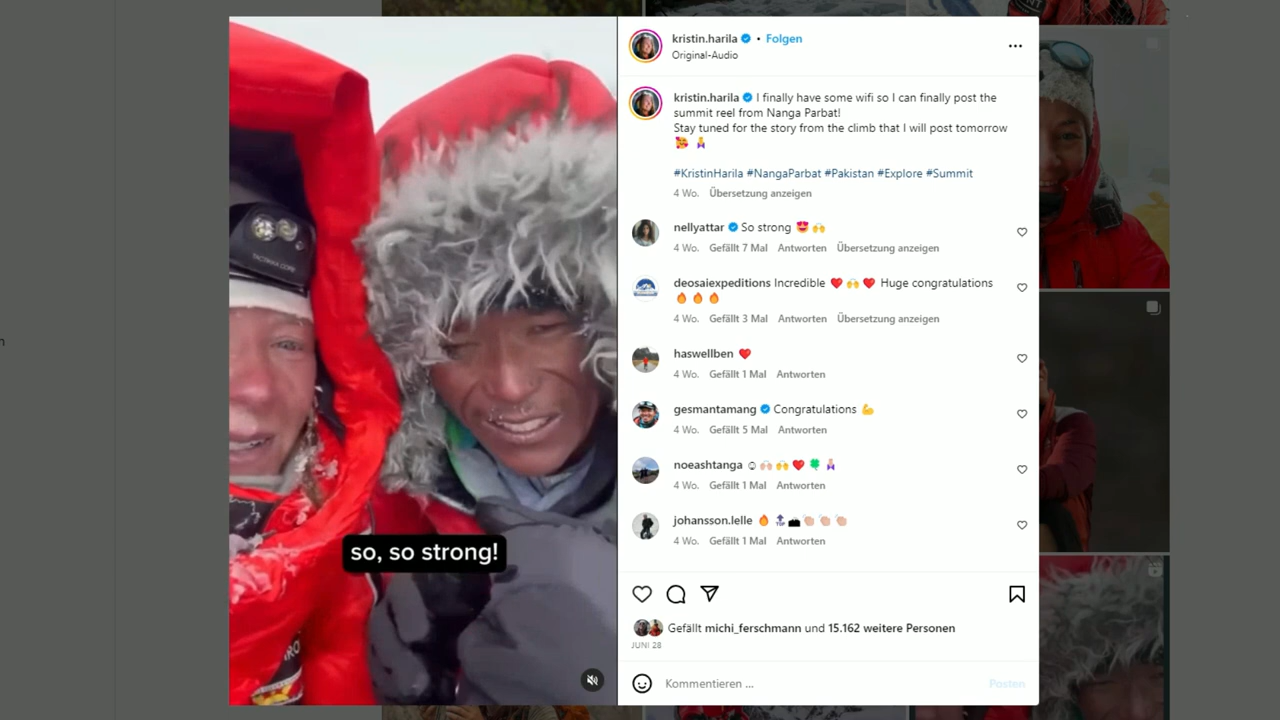 kristin.harila • Folgen
Original-Audio
kristin.harila I finally have some wifi so I can finally post the
summit reel from Nanga Parbat!
Stay tuned for the story from the climb that I will post tomorrow
🥰 🙏
#KristinHarila #NangaParbat #Pakistan #Explore #Summit
4 Wo. Übersetzung anzeigen
nellyattar So strong 😍 🙌
4 Wo. Gefällt 7 Mal Antworten Übersetzung anzeigen
deosaiexpeditions Incredible ❤️ 🙌 ❤️ Huge congratulations
🔥 🔥 🔥
4 Wo. Gefällt 3 Mal Antworten Übersetzung anzeigen
haswellben ❤️
4 Wo. Gefällt 1 Mal Antworten
gesmantamang Congratulations 💪
4 Wo. Gefällt 5 Mal Antworten
noeashtanga
4 Wo. Gefällt 1 Mal Antworten
johansson.lelle 🔥 🔝
4 Wo. Gefällt 1 Mal Antworten
TACTIKKA CORE
so, so strong!
Gefällt michi_ferschmann und 15.162 weitere Personen
JUNI 28
Kommentieren ...
Posten